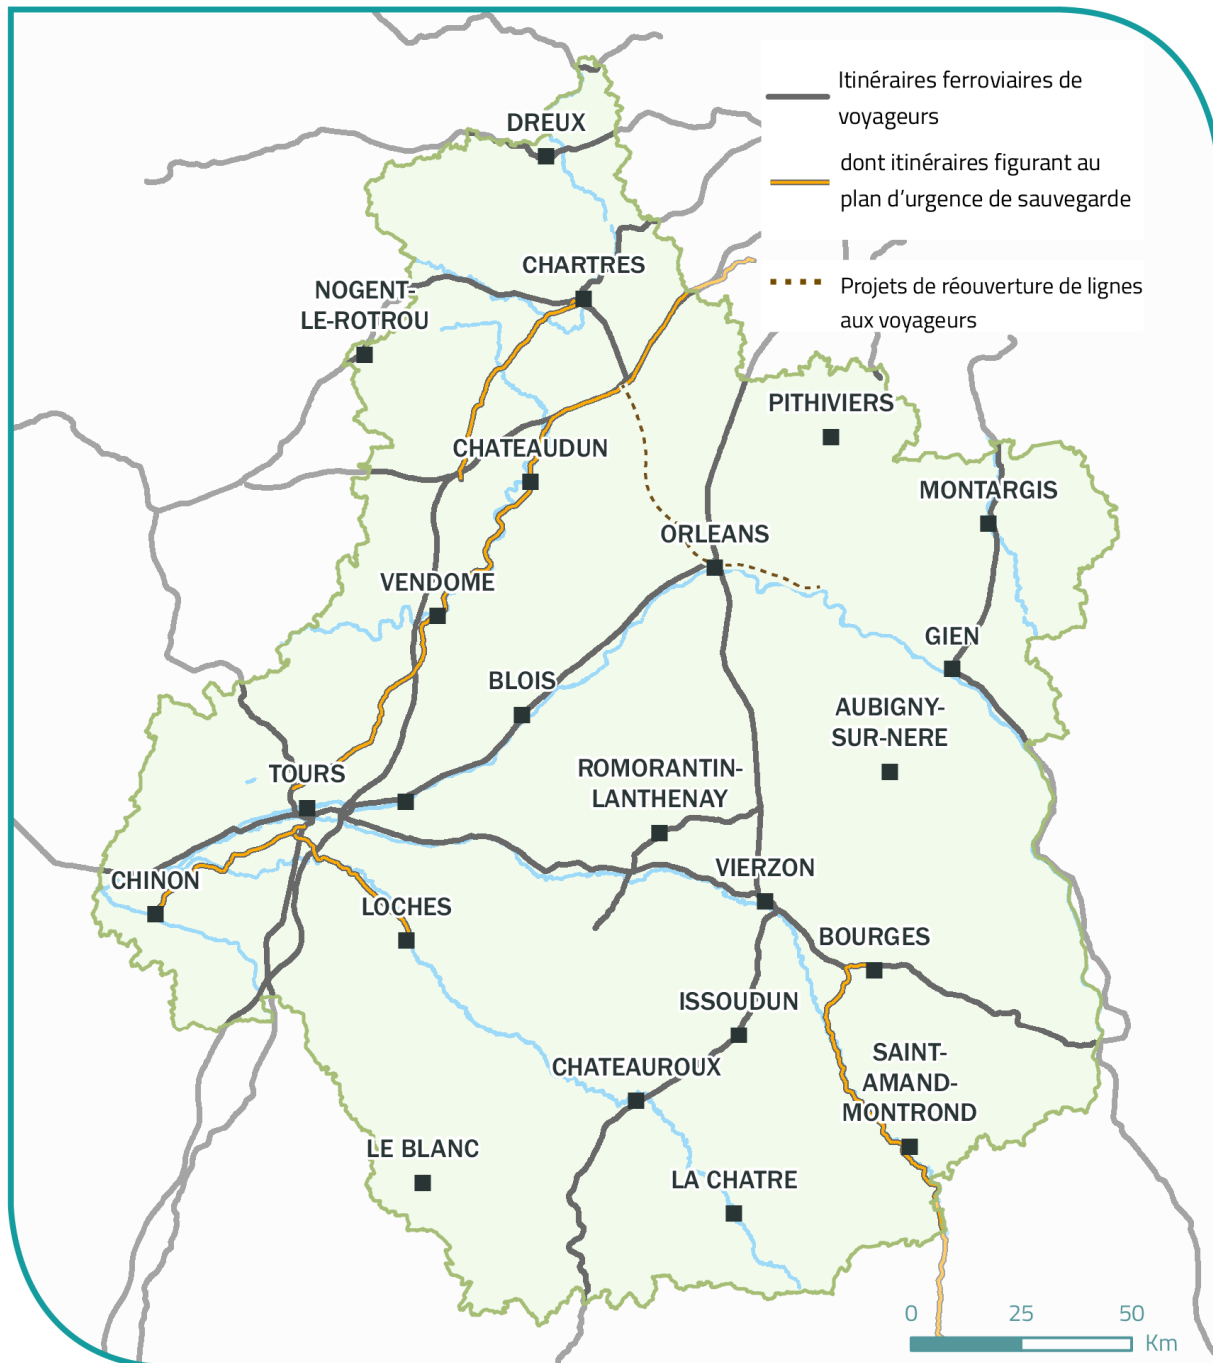 Itinéraires ferroviaires de
voyageurs
dont itinéraires figurant au
plan d'urgence de sauvegarde
Projets de réouverture de lignes
aux voyageurs
DREUX
CHARTRES
NOGENT-
LE-ROTROU
PITHIVIERS
CHATEAUDUN
MONTARGIS
ORLEANS
VENDOME
GIEN
BLOIS
AUBIGNY-
SUR-NERE
TOURS
ROMORANTIN-
LANTHENAY
VIERZON
CHINON
LOCHES
BOURGES
ISSOUDUN
SAINT-
AMAND-
MONTROND
CHATEAUROUX
LE BLANC
LA CHATRE
0 25 50
Km